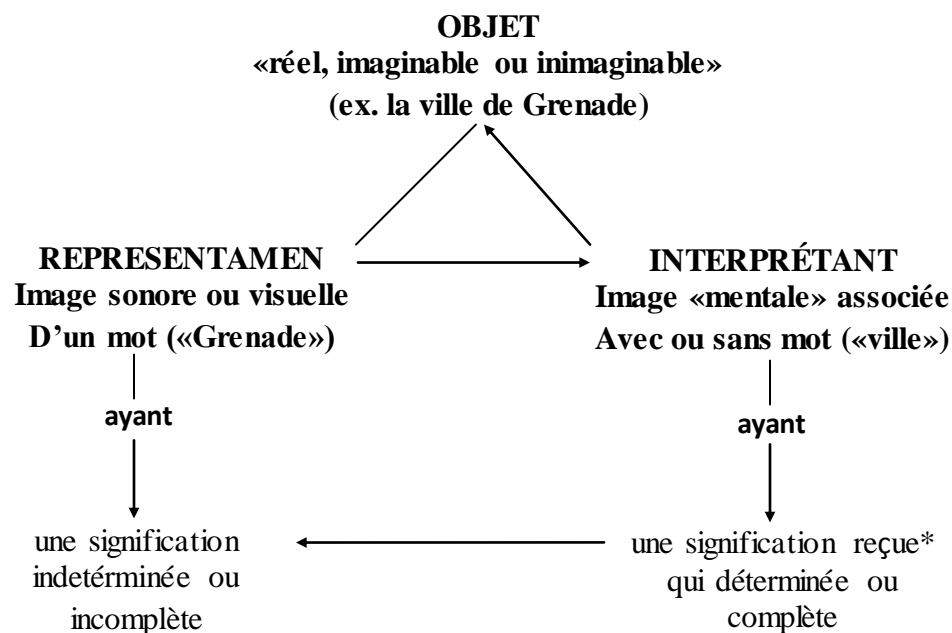 OBJET
«réel, imaginable ou inimaginable»
(ex. la ville de Grenade)
REPRESENTAMEN
Image sonore ou visuelle
D’un mot («Grenade»)
INTERPRÉTANT
Image «mentale» associée
Avec ou sans mot («ville»)
ayant
ayant
une signification
indetérminée ou
incomplète
une signification reçue*
qui déterminée ou
complète